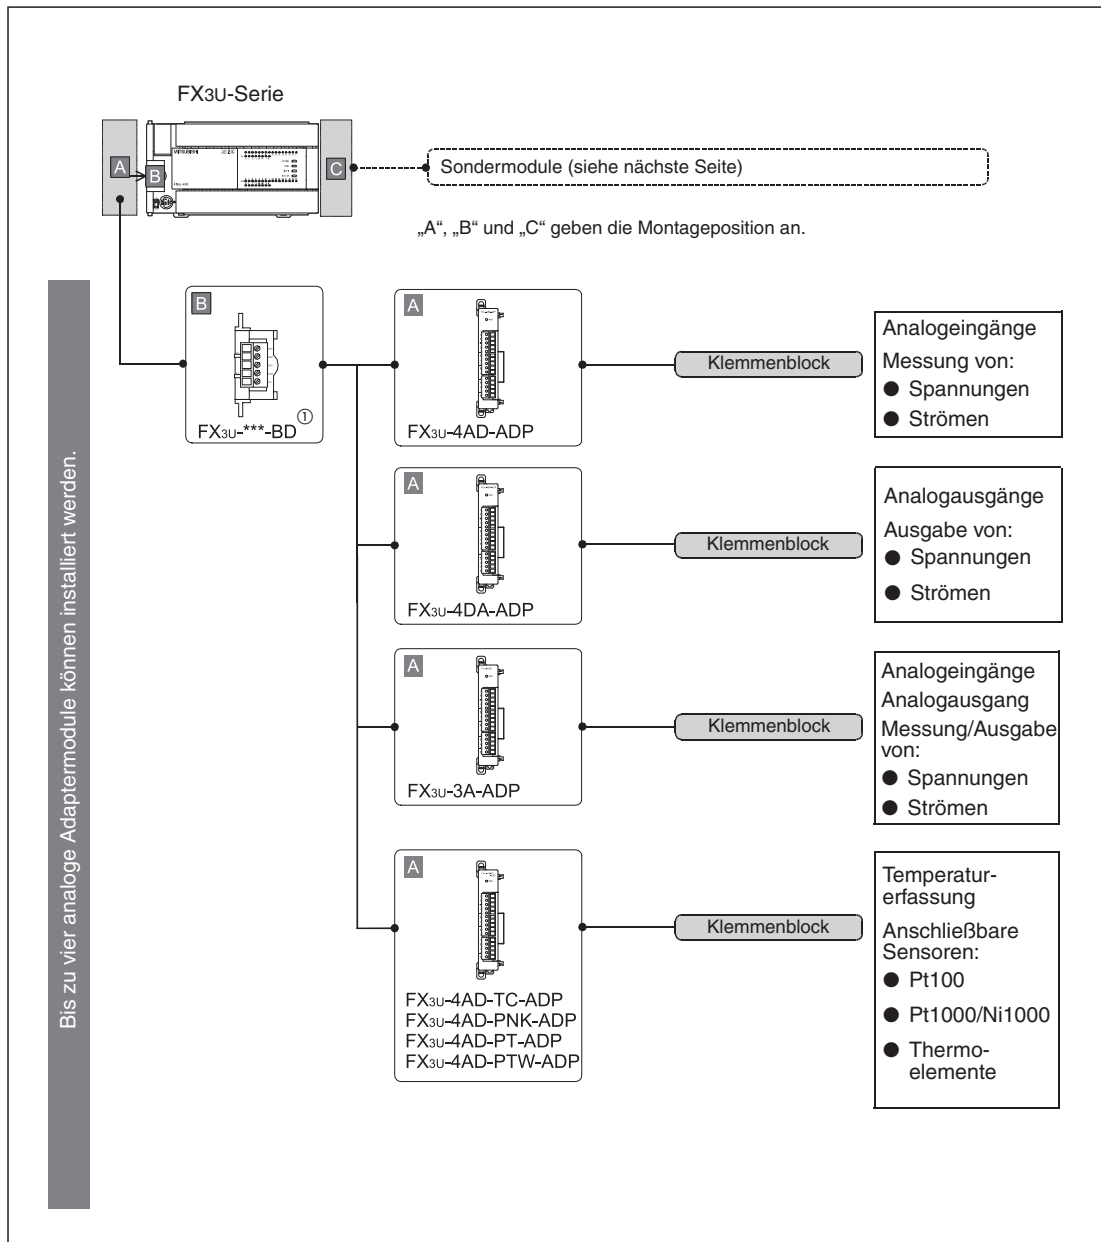 FX3U-Serie
A
B
C
MITSUBISHI
Sondermodule (siehe nächste Seite)
„A“, „B“ und „C“ geben die Montageposition an.
Bis zu vier analoge Adaptermodule können installiert werden.
B
FX3U-***-BD ①
A
FX3U-4AD-ADP
Klemmenblock
Analogeingänge
Messung von:
● Spannungen
● Strömen
A
FX3U-4DA-ADP
Klemmenblock
Analogausgänge
Ausgabe von:
● Spannungen
● Strömen
A
FX3U-3A-ADP
Klemmenblock
Analogeingänge
Analogausgang
Messung/Ausgabe
von:
● Spannungen
● Strömen
A
FX3U-4AD-TC-ADP
FX3U-4AD-PNK-ADP
FX3U-4AD-PT-ADP
FX3U-4AD-PTW-ADP
Klemmenblock
Temperatur-
erfassung
Anschließbare
Sensoren:
● Pt100
● Pt1000/Ni1000
● Thermo-
elemente